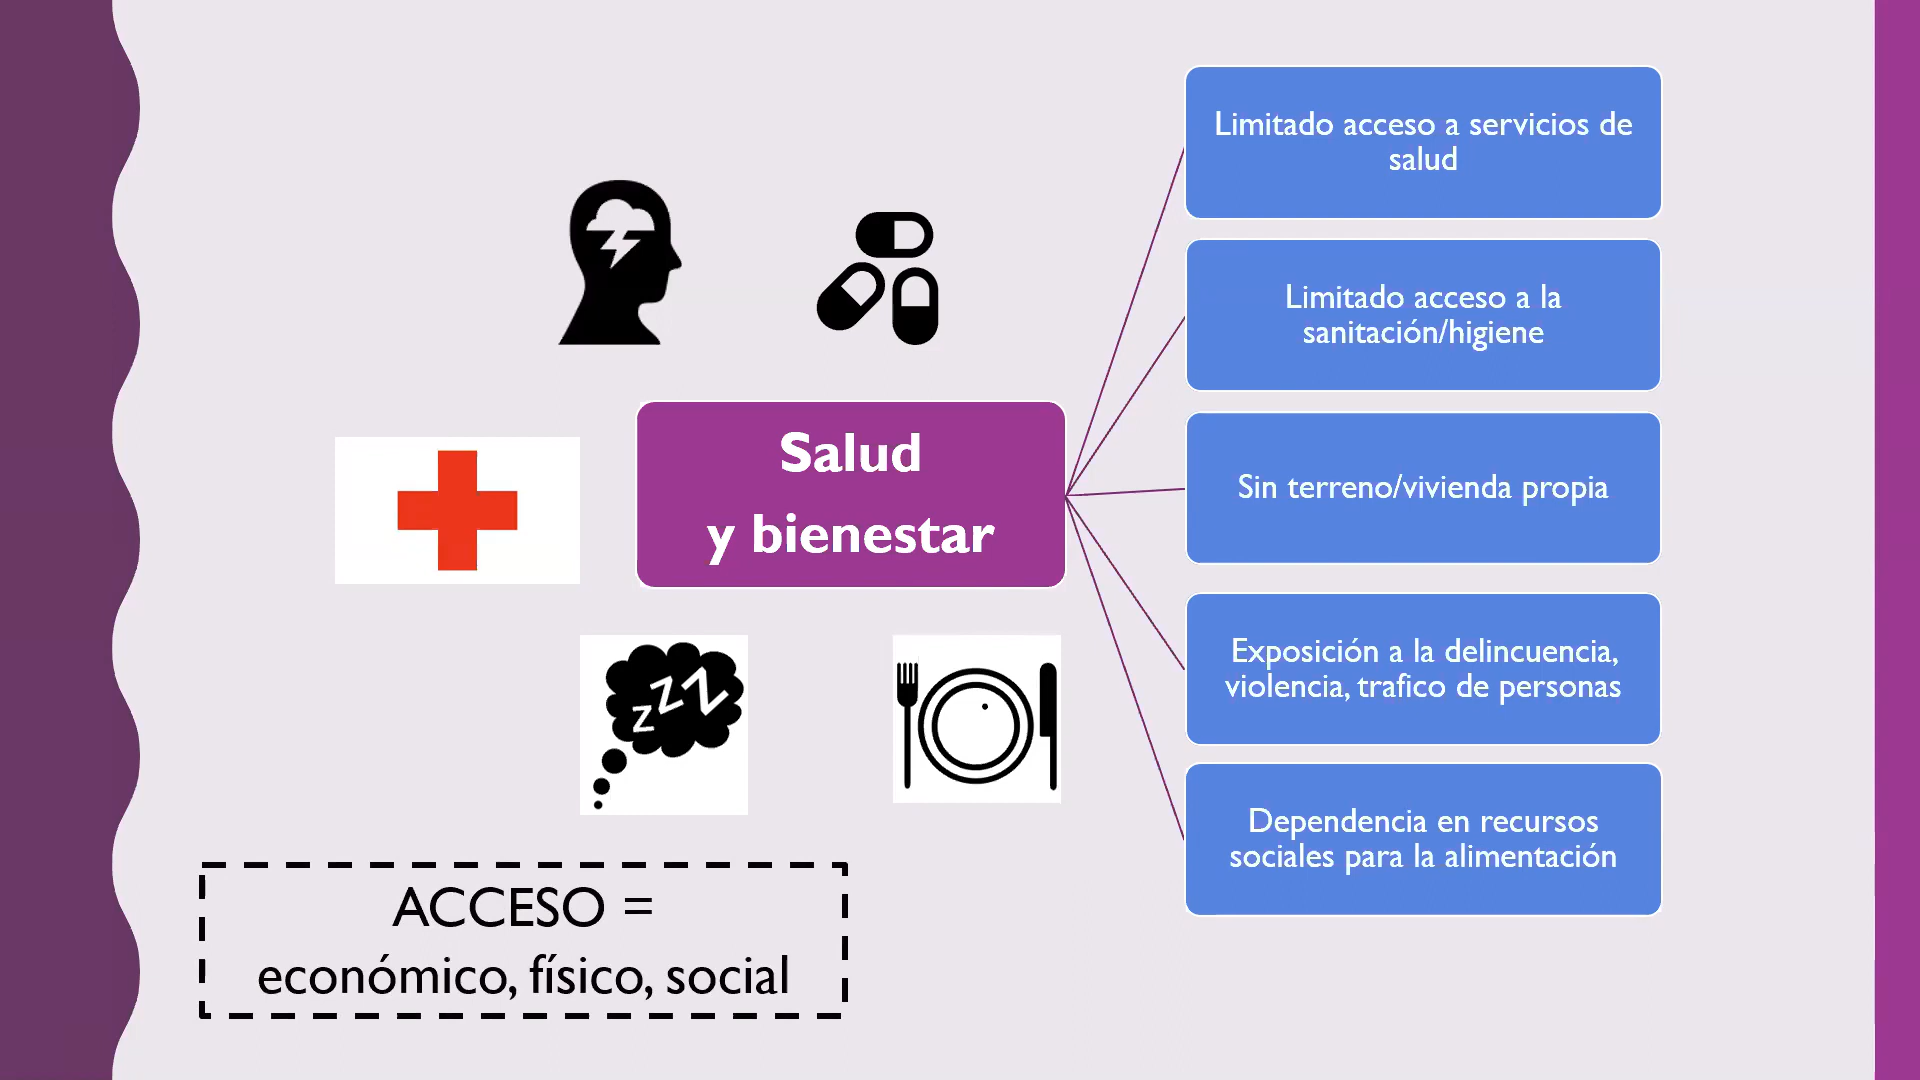 Limitado acceso a servicios de
salud
Limitado acceso a la
sanitación/higiene
Salud
y bienestar
Sin terreno/vivienda propia
Exposición a la delincuencia,
violencia, trafico de personas
zzZ
Dependencia en recursos
sociales para la alimentación
ACCESO =
económico, físico, social